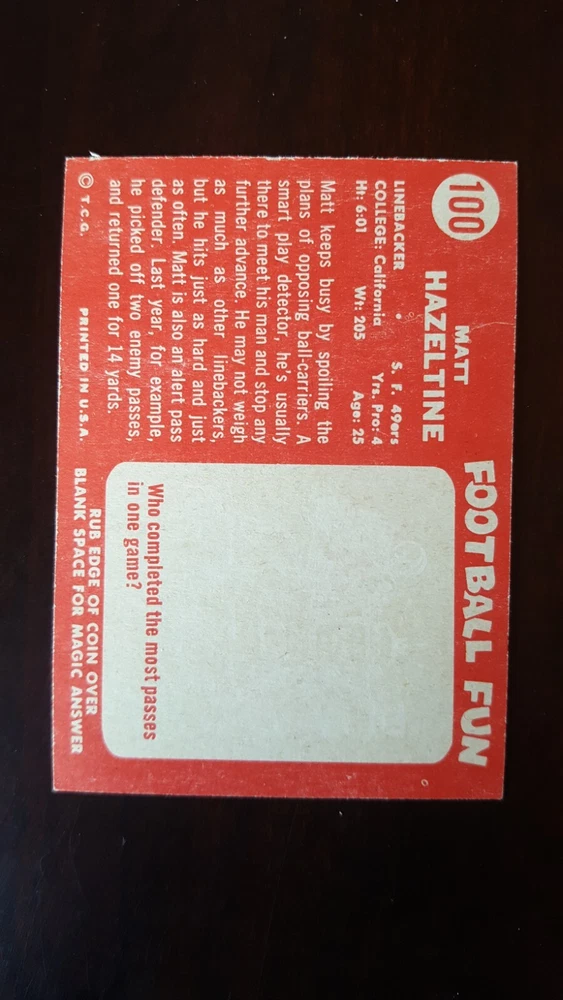 100
MATT
HAZELTINE
LINEBACKER S. F. 49ers
COLLEGE: California Yrs. Pro: 4
Ht: 6:01 Wt: 205 Age: 25
Matt keeps busy by spoiling the
plans of opposing ball-carriers. A
smart play detector, he's usually
there to meet his man and stop any
further advance. He may not weigh
as much as other linebackers,
but he hits just as hard and just
as often. Matt is also an alert pass
defender. Last year, for example,
he picked off two enemy passes,
and returned one for 14 yards.
© T.C.G. PRINTED IN U.S.A.
FOOTBALL FUN
Who completed the most passes
in one game?
RUB EDGE OF COIN OVER
BLANK SPACE FOR MAGIC ANSWER